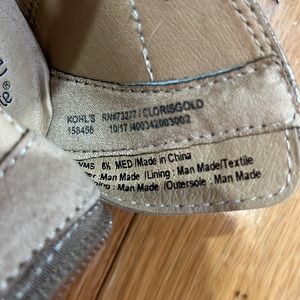 KOHL'S RN#73277 / CLORISGOLD
159456 10/17 /400342003002
8½ MED/Made in China
Man Made /Lining : Man Made/Textile
Man Made /Outersole : Man Made